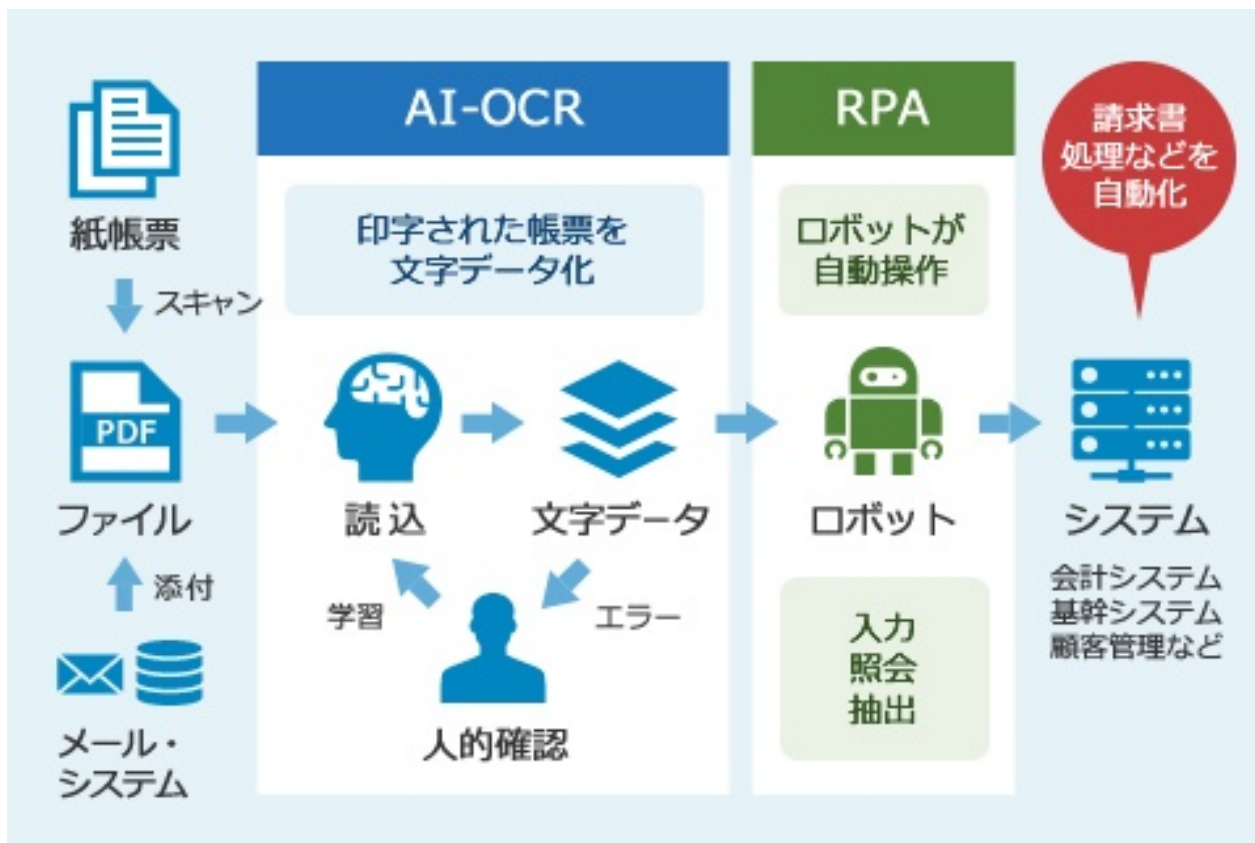 紙帳票
スキャン
PDF
ファイル
添付
メール・
システム
AI-OCR
印字された帳票を
文字データ化
読込
文字データ
学習
エラー
人的確認
RPA
ロボットが
自動操作
ロボット
入力
照会
抽出
請求書
処理などを
自動化
システム
会計システム
基幹システム
顧客管理など